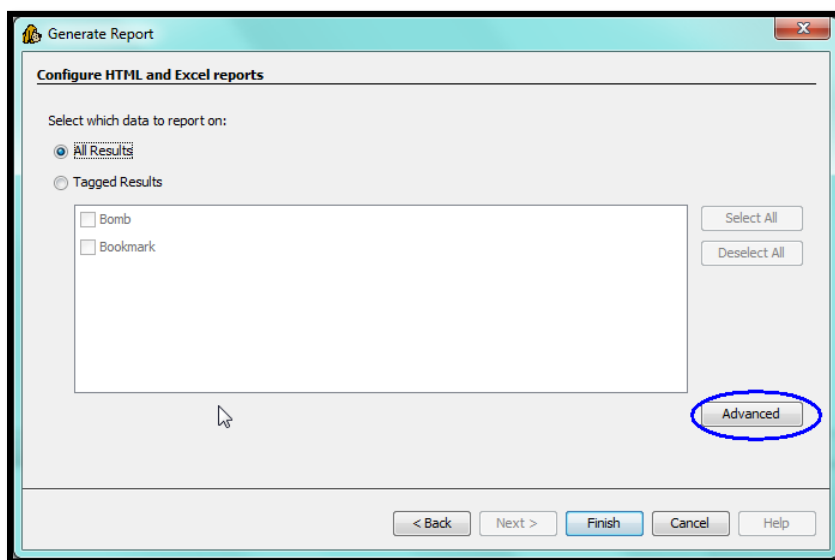 Generate Report
X
Configure HTML and Excel reports
Select which data to report on:
All Results
Tagged Results
Bomb
Select All
Bookmark
Deselect All
Advanced
< Back Next > Finish Cancel Help